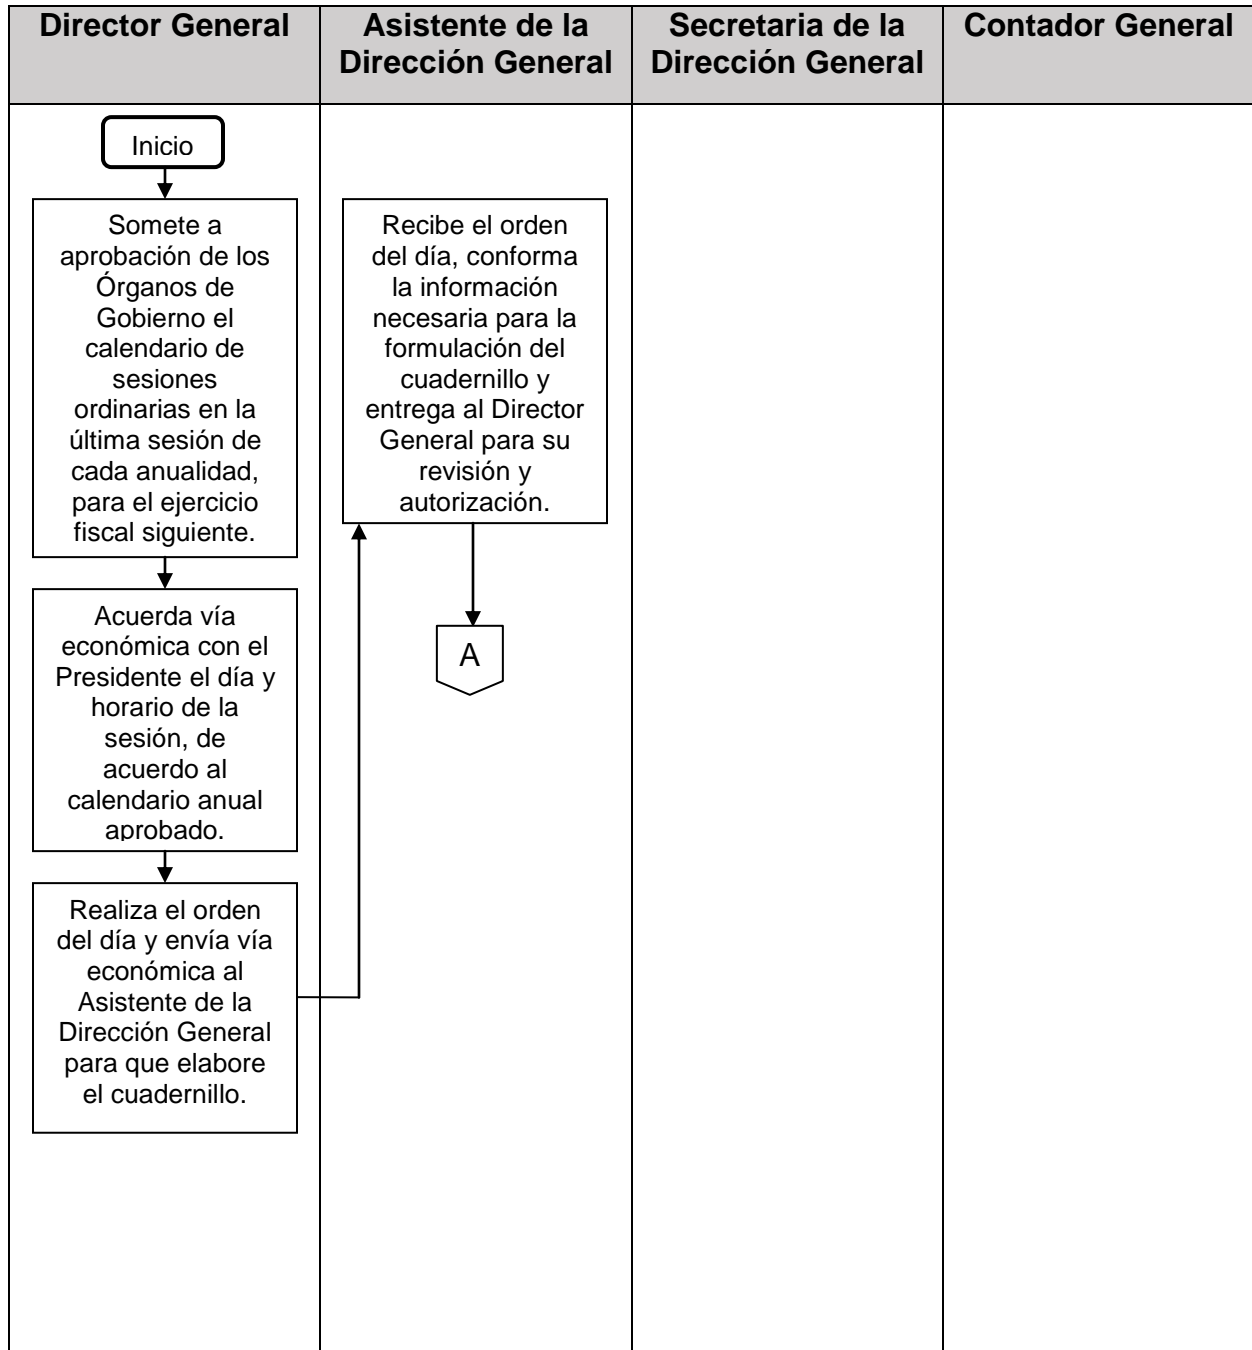 Director General
Asistente de la
Dirección General
Secretaria de la
Dirección General
Contador General
Inicio
Somete a
aprobación de los
Órganos de
Gobierno el
calendario de
sesiones
ordinarias en la
última sesión de
cada anualidad,
para el ejercicio
fiscal siguiente.
Acuerda vía
económica con el
Presidente el día y
horario de la
sesión, de
acuerdo al
calendario anual
aprobado.
Realiza el orden
del día y envía vía
económica al
Asistente de la
Dirección General
para que elabore
el cuadernillo.
Recibe el orden
del día, conforma
la información
necesaria para la
formulación del
cuadernillo y
entrega al Director
General para su
revisión y
autorización.
A